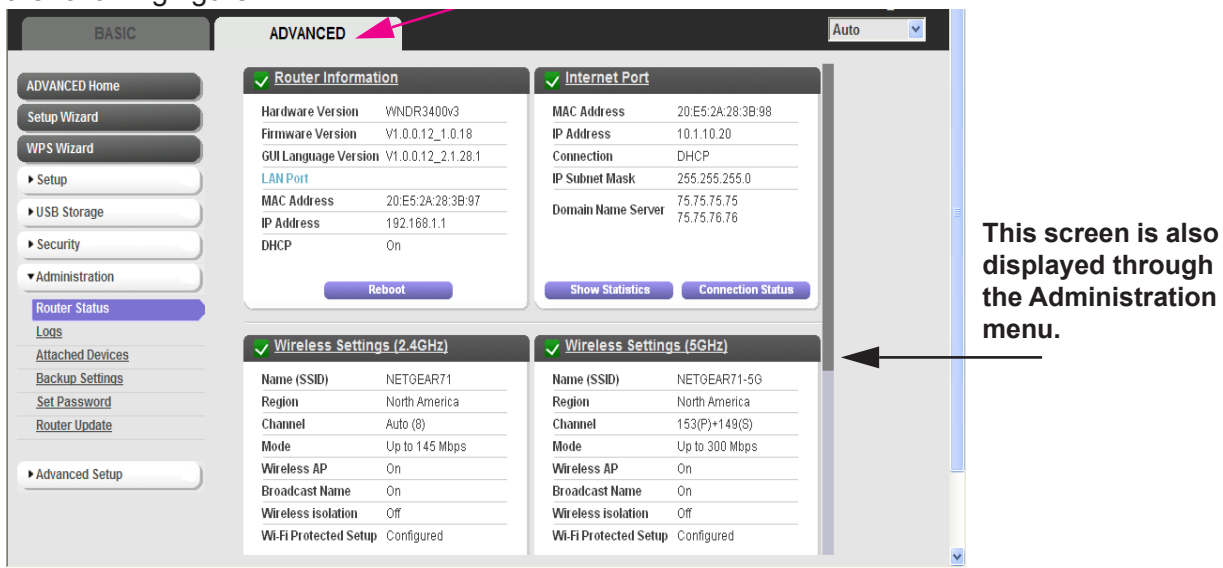 BASIC
ADVANCED
Auto
ADVANCED Home
Setup Wizard
WPS Wizard
Setup
USB Storage
Security
Administration
Router Status
Logs
Attached Devices
Backup Settings
Set Password
Router Update
Advanced Setup
Router Information
Hardware Version WNDR3400v3
Firmware Version V1.0.0.12_1.0.18
GUI Language Version V1.0.0.12_2.1.28.1
LAN Port
MAC Address 20:E5:2A:28:3B:97
IP Address 192.168.1.1
DHCP On
Reboot
Internet Port
MAC Address 20:E5:2A:28:3B:98
IP Address 10.1.10.20
Connection DHCP
IP Subnet Mask 255.255.255.0
Domain Name Server 75.75.75.75
75.75.76.76
Show Statistics Connection Status
Wireless Settings (2.4GHz)
Name (SSID) NETGEAR71
Region North America
Channel Auto (8)
Mode Up to 145 Mbps
Wireless AP On
Broadcast Name On
Wireless isolation Off
Wi-Fi Protected Setup Configured
Wireless Settings (5GHz)
Name (SSID) NETGEAR71-5G
Region North America
Channel 153(P)+149(S)
Mode Up to 300 Mbps
Wireless AP On
Broadcast Name On
Wireless isolation Off
Wi-Fi Protected Setup Configured
This screen is also
displayed through
the Administration
menu.